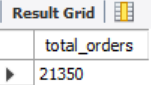 Result Grid
total_orders
21350